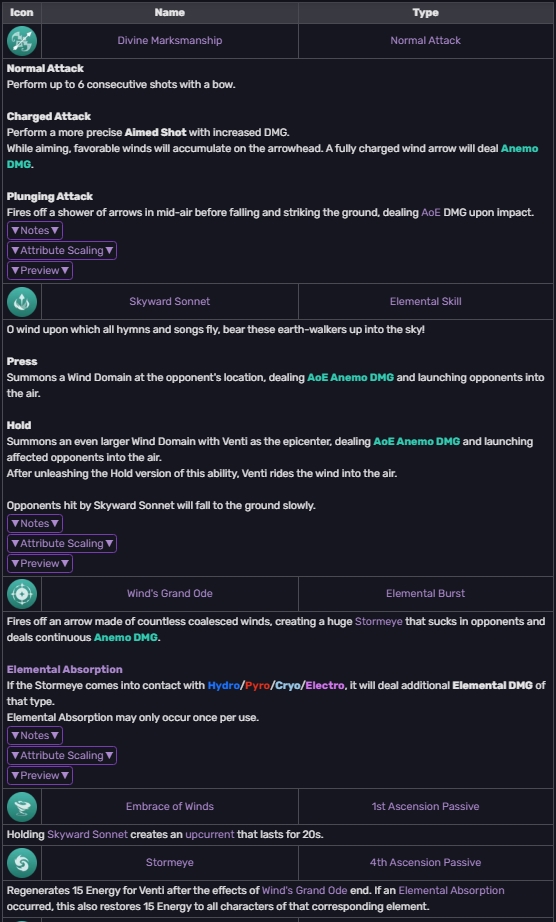 Icon Name Type
Divine Marksmanship Normal Attack
Normal Attack
Perform up to 6 consecutive shots with a bow.
Charged Attack
Perform a more precise Aimed Shot with increased DMG.
While aiming, favorable winds will accumulate on the arrowhead. A fully charged wind arrow will deal Anemo
DMG.
Plunging Attack
Fires off a shower of arrows in mid-air before falling and striking the ground, dealing AoE DMG upon impact.
▼Notes▼
▼Attribute Scaling▼
▼Preview▼
Skyward Sonnet Elemental Skill
O wind upon which all hymns and songs fly, bear these earth-walkers up into the sky!
Press
Summons a Wind Domain at the opponent's location, dealing AoE Anemo DMG and launching opponents into
the air.
Hold
Summons an even larger Wind Domain with Venti as the epicenter, dealing AoE Anemo DMG and launching
affected opponents into the air.
After unleashing the Hold version of this ability, Venti rides the wind into the air.
Opponents hit by Skyward Sonnet will fall to the ground slowly.
▼Notes▼
▼Attribute Scaling▼
▼Preview▼
Wind's Grand Ode Elemental Burst
Fires off an arrow made of countless coalesced winds, creating a huge Stormeye that sucks in opponents and
deals continuous Anemo DMG.
Elemental Absorption
If the Stormeye comes into contact with Hydro/Pyro/Cryo/Electro, it will deal additional Elemental DMG of
that type.
Elemental Absorption may only occur once per use.
▼Notes▼
▼Attribute Scaling▼
▼Preview▼
Embrace of Winds 1st Ascension Passive
Holding Skyward Sonnet creates an upcurrent that lasts for 20s.
Stormeye 4th Ascension Passive
Regenerates 15 Energy for Venti after the effects of Wind's Grand Ode end. If an Elemental Absorption
occurred, this also restores 15 Energy to all characters of that corresponding element.